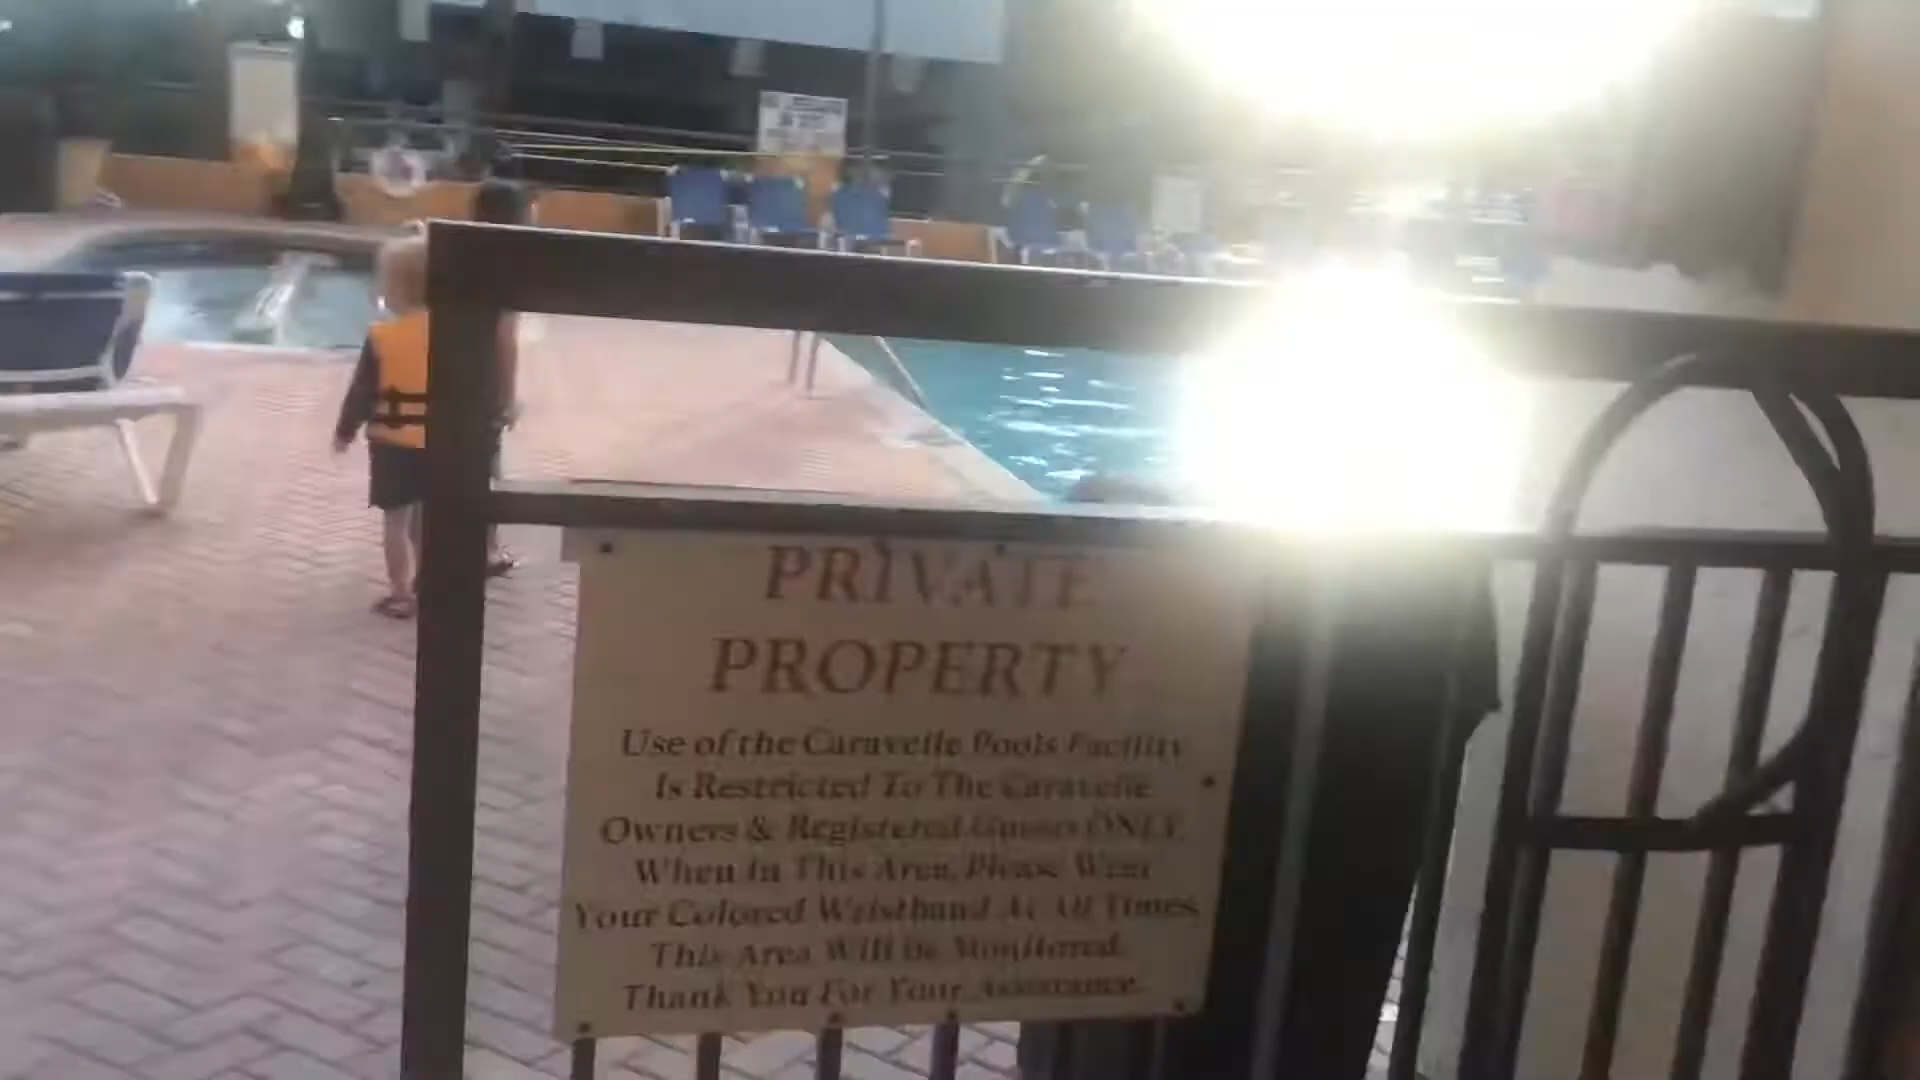 PRIVATE
PROPERTY
Use of the Caravelle Pools Facility
Is Restricted To The Caravelle
Owners & Registered Guests ONLY.
When In This Area, Please Wear
Your Colored Wristband At All Times.
This Area Will Be Monitored.
Thank You For Your Assistance.